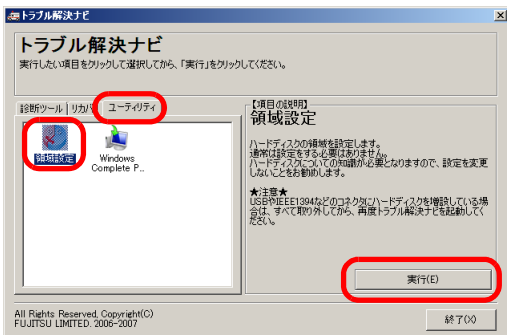 トラブル解決ナビ
トラブル解決ナビ
実行したい項目をクリックして選択してから、「実行」をクリックしてください。
診断ツール リカバ ユーティリティ
領域設定
Windows
Complete P...
【項目の説明】
領域設定
ハードディスクの領域を設定します。
通常は設定をする必要はありません。
ハードディスクについての知識が必要となりますので、設定を変更
しないことをお勧めします。
★注意★
USBやIEEE1394などのコネクタにハードディスクを増設している場
合は、すべて取り外してから、再度トラブル解決ナビを起動してく
ださい。
実行(E)
All Rights Reserved, Copyright(C)
FUJITSU LIMITED. 2006-2007
終了(X)